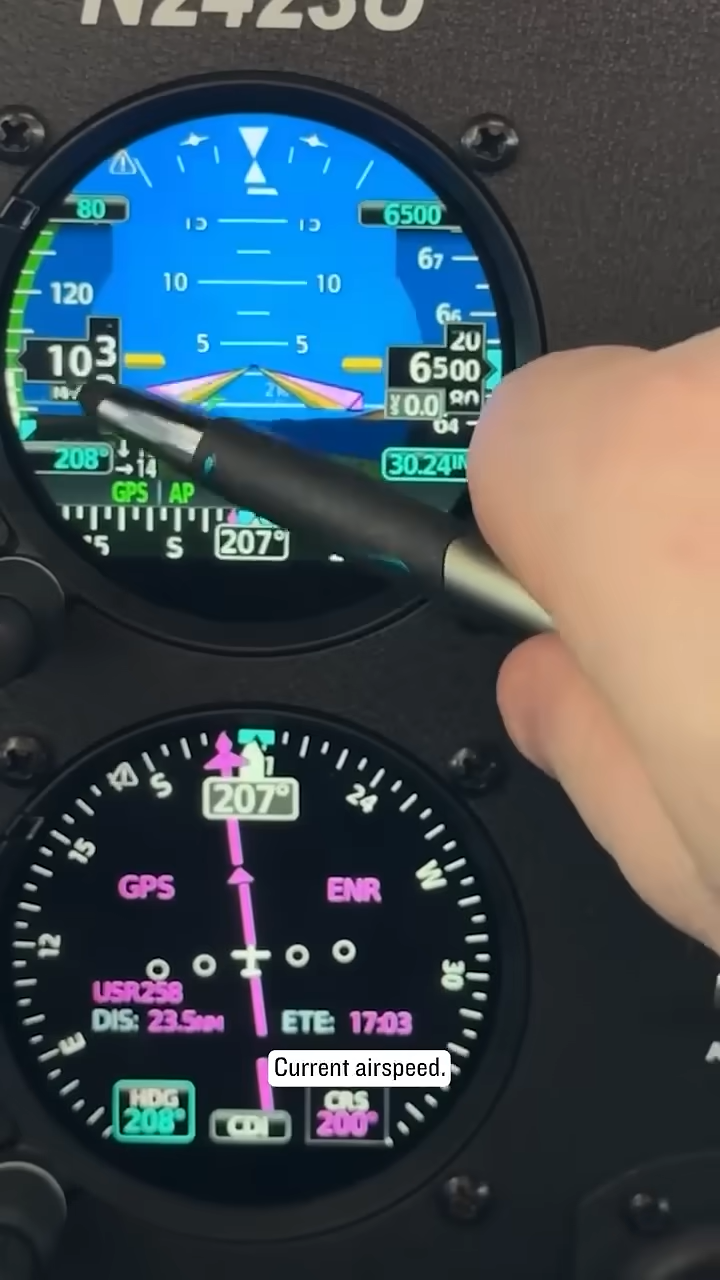 80
6500
15 15
67
10 10
120
66
5 5
20
103
6500
0.0
80
64
208°
14
30.24IN
GPS AP
15 S 207°
207°
S
24
15
W
GPS ENR
12
30
USR258
DIS: 23.5NM ETE: 17:03
E
Current airspeed.
HDG
208°
CDI
CRS
200°